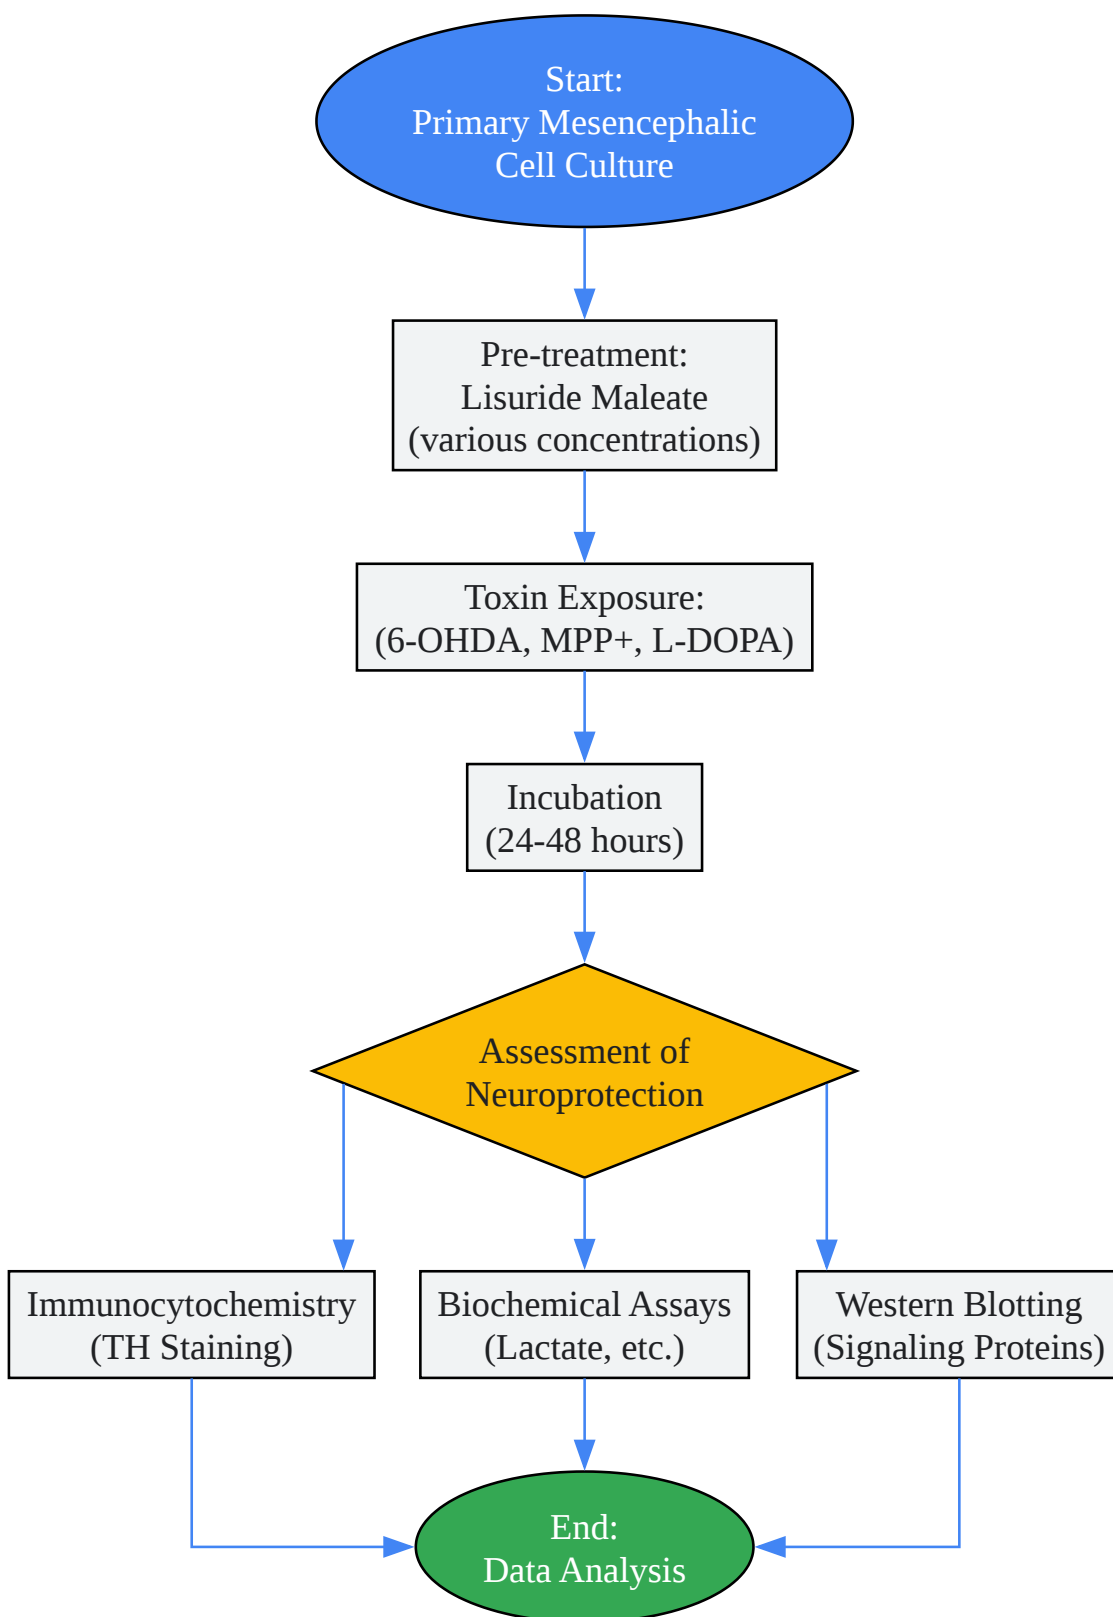 Start:
Primary Mesencephalic
Cell Culture
Pre-treatment:
Lisuride Maleate
(various concentrations)
Toxin Exposure:
(6-OHDA, MPP+, L-DOPA)
Incubation
(24-48 hours)
Assessment of
Neuroprotection
Immunocytochemistry
(TH Staining)
Biochemical Assays
(Lactate, etc.)
Western Blotting
(Signaling Proteins)
End:
Data Analysis